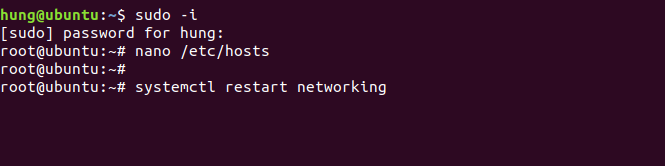 hung@ubuntu:~$ sudo -i
[sudo] password for hung:
root@ubuntu:~# nano /etc/hosts
root@ubuntu:~#
root@ubuntu:~# systemctl restart networking